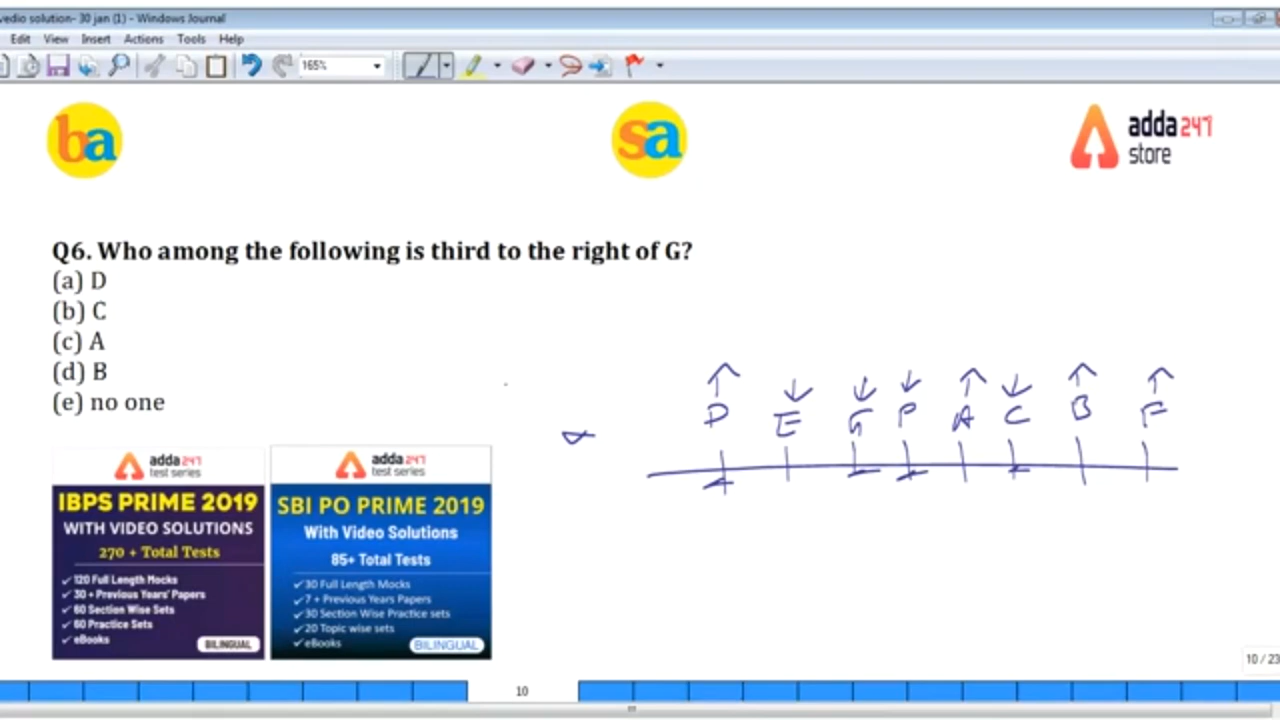 vedio solution- 30 jan (1) - Windows Journal
Edit View Insert Actions Tools Help
165%
ba
sa
adda 247
store
Q6. Who among the following is third to the right of G?
(a) D
(b) C
(c) A
(d) B
(e) no one
D E G P A C B F
adda 247
test series
IBPS PRIME 2019
WITH VIDEO SOLUTIONS
270 + Total Tests
✓ 120 Full Length Mocks
✓ 30 + Previous Years' Papers
✓ 60 Section Wise Sets
✓ 60 Practice Sets
✓ eBooks
BILINGUAL
adda 247
test series
SBI PO PRIME 2019
With Video Solutions
85+ Total Tests
✓ 30 Full Length Mocks
✓ 7 + Previous Years Papers
✓ 30 Section Wise Practice sets
✓ 20 Topic wise sets
✓ eBooks
BILINGUAL
10 / 23
10